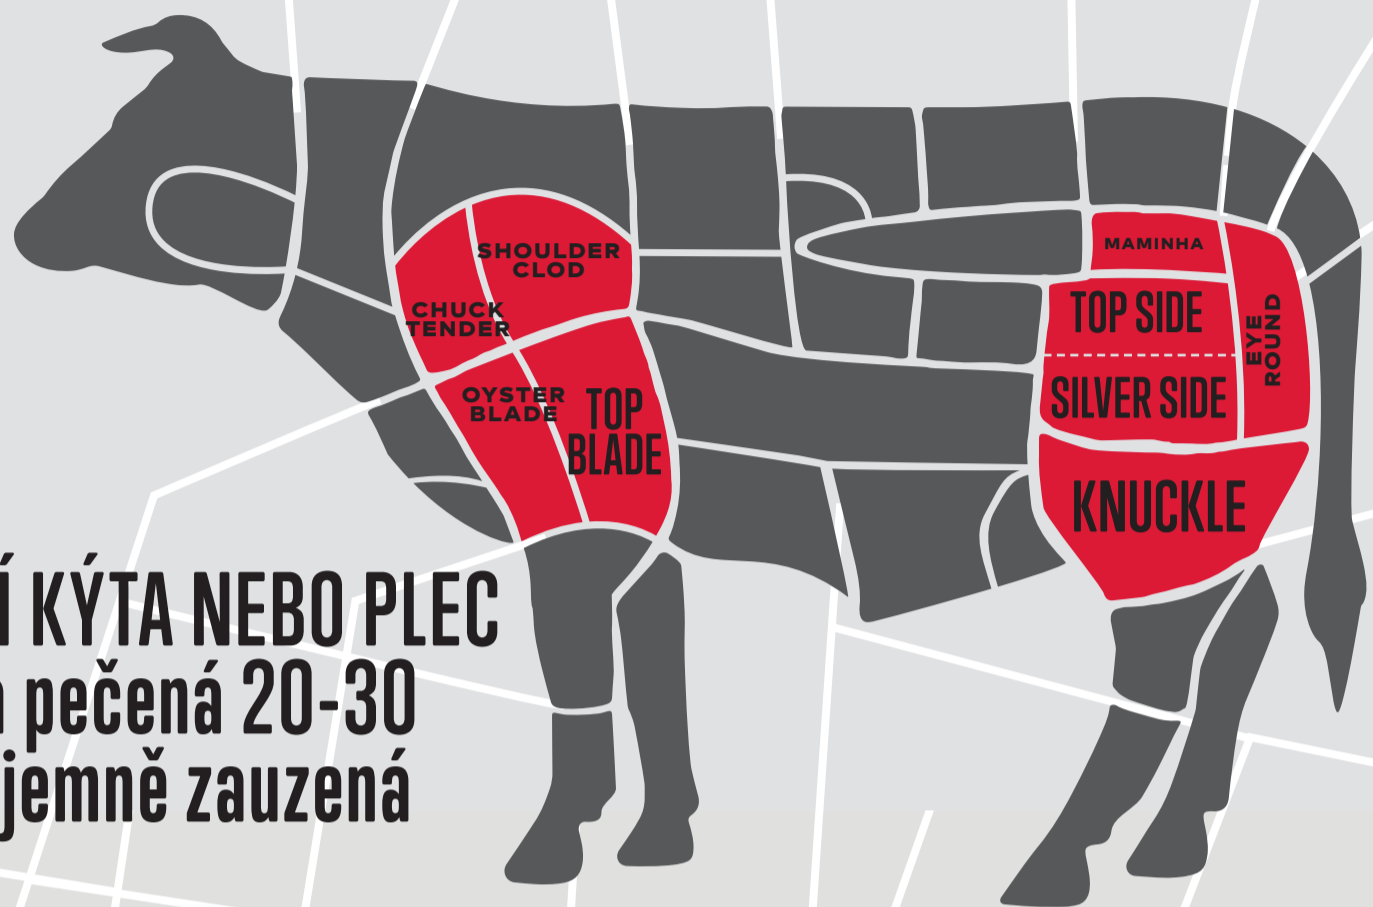 SHOULDER
CLOD
CHUCK
TENDER
OYSTER
BLADE
TOP
BLADE
MAMINHA
TOP SIDE
SILVER SIDE
EYE
ROUND
KNUCKLE
KÝTA NEBO PLEC
pečená 20-30
jemně zauzená